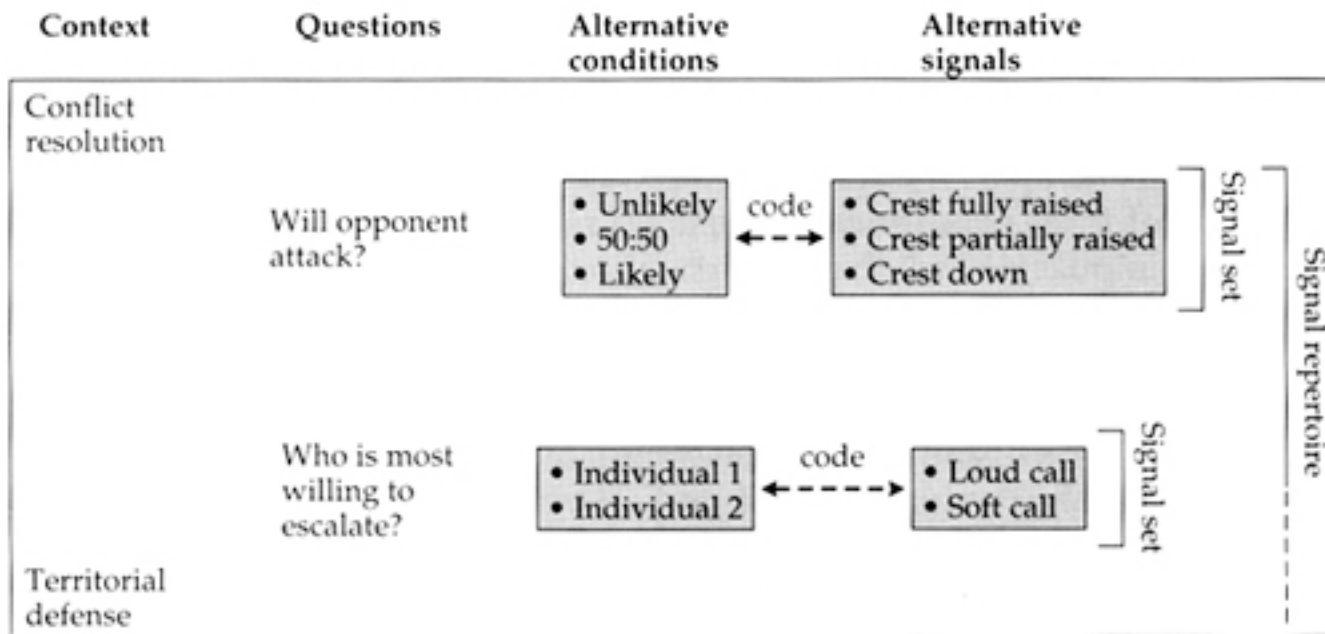 Context
Questions
Alternative
conditions
Alternative
signals
Conflict
resolution
Will opponent
attack?
• Unlikely
• 50:50
• Likely
code
• Crest fully raised
• Crest partially raised
• Crest down
Signal set
Signal repertoire
Who is most
willing to
escalate?
• Individual 1
• Individual 2
code
• Loud call
• Soft call
Signal set
Territorial
defense